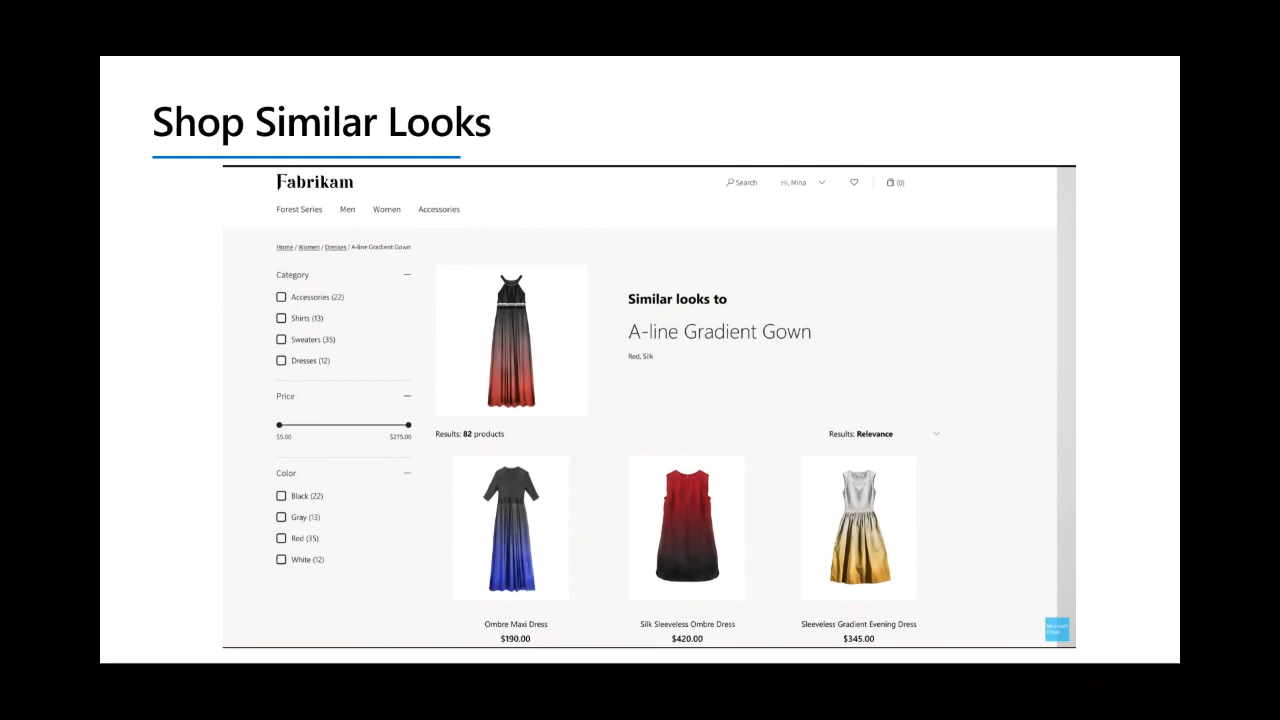 Shop Similar Looks
Fabrikam
Search
Hi, Mina
(0)
Forest Series
Men
Women
Accessories
Home / Women / Dresses / A-line Gradient Gown
Category
Accessories (22)
Shirts (13)
Sweaters (35)
Dresses (12)
Price
$5.00
$275.00
Color
Black (22)
Gray (13)
Red (35)
White (12)
Similar looks to
A-line Gradient Gown
Red, Silk
Results: 82 products
Results: Relevance
Ombre Maxi Dress
$190.00
Silk Sleeveless Ombre Dress
$420.00
Sleeveless Gradient Evening Dress
$345.00
Microsoft
Cloud